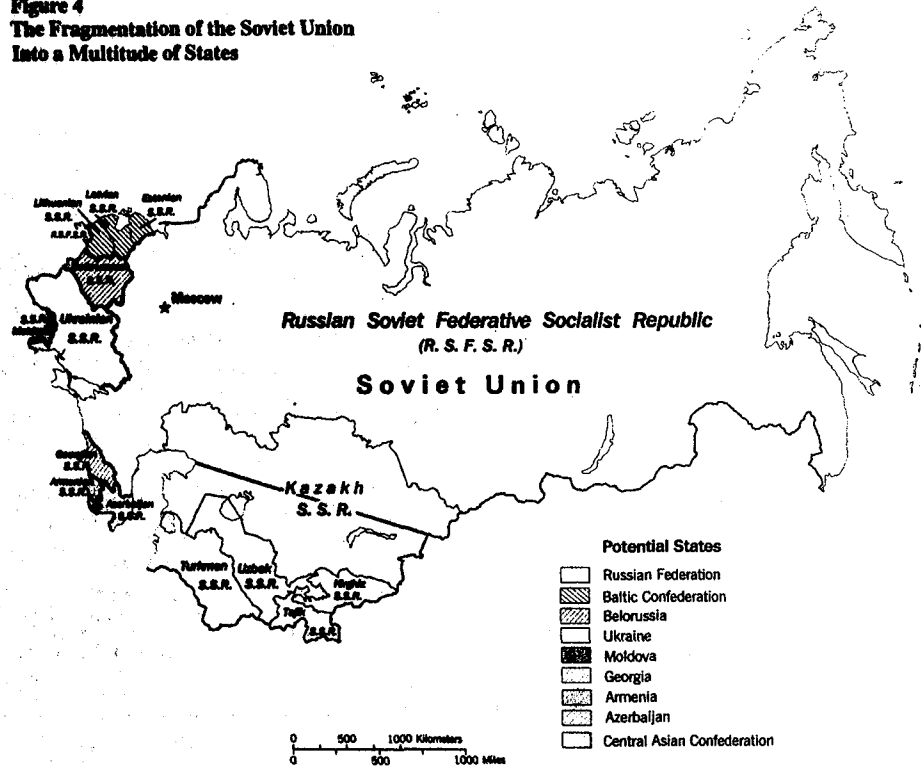 Figure 4
The Fragmentation of the Soviet Union
Into a Multitude of States
Latvian
S.S.R.
Lithuanian
S.S.R.
Estonian
S.S.R.
R.S.F.S.R.
S.S.R.
Moscow
S.S.R.
Ukrainian
S.S.R.
Russian Soviet Federative Socialist Republic
(R. S. F. S. R.)
Soviet Union
Georgian
S.S.R.
Armenian
S.S.R.
Azerbaijan
S.S.R.
Kazakh
S. S. R.
Turkmen
S.S.R.
Uzbek
S.S.R.
Kirghiz
S.S.R.
Tajik
S.S.R.
Potential States
Russian Federation
Baltic Confederation
Belorussia
Ukraine
Moldova
Georgia
Armenia
Azerbaijan
Central Asian Confederation
0 500 1000 Kilometers
0 500 1000 Miles